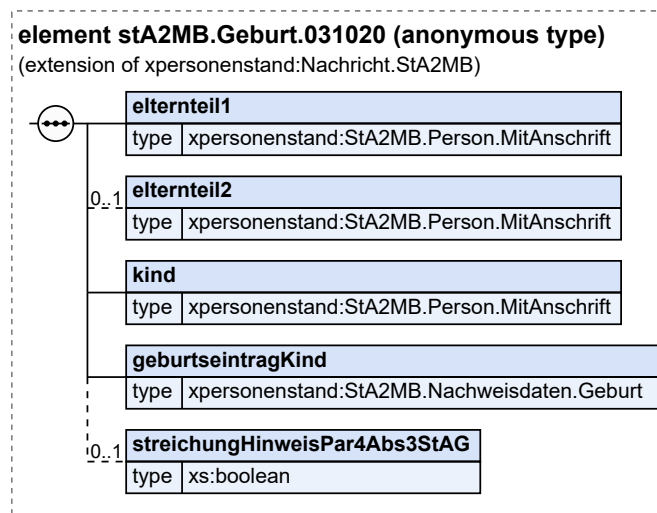 element stA2MB.Geburt.031020 (anonymous type)
(extension of xpersonenstand:Nachricht.StA2MB)
elternteil1
type xpersonenstand:StA2MB.Person.MitAnschrift
0..1
elternteil2
type xpersonenstand:StA2MB.Person.MitAnschrift
kind
type xpersonenstand:StA2MB.Person.MitAnschrift
geburtseintragKind
type xpersonenstand:StA2MB.Nachweisdaten.Geburt
0..1
streichungHinweisPar4Abs3StAG
type xs:boolean